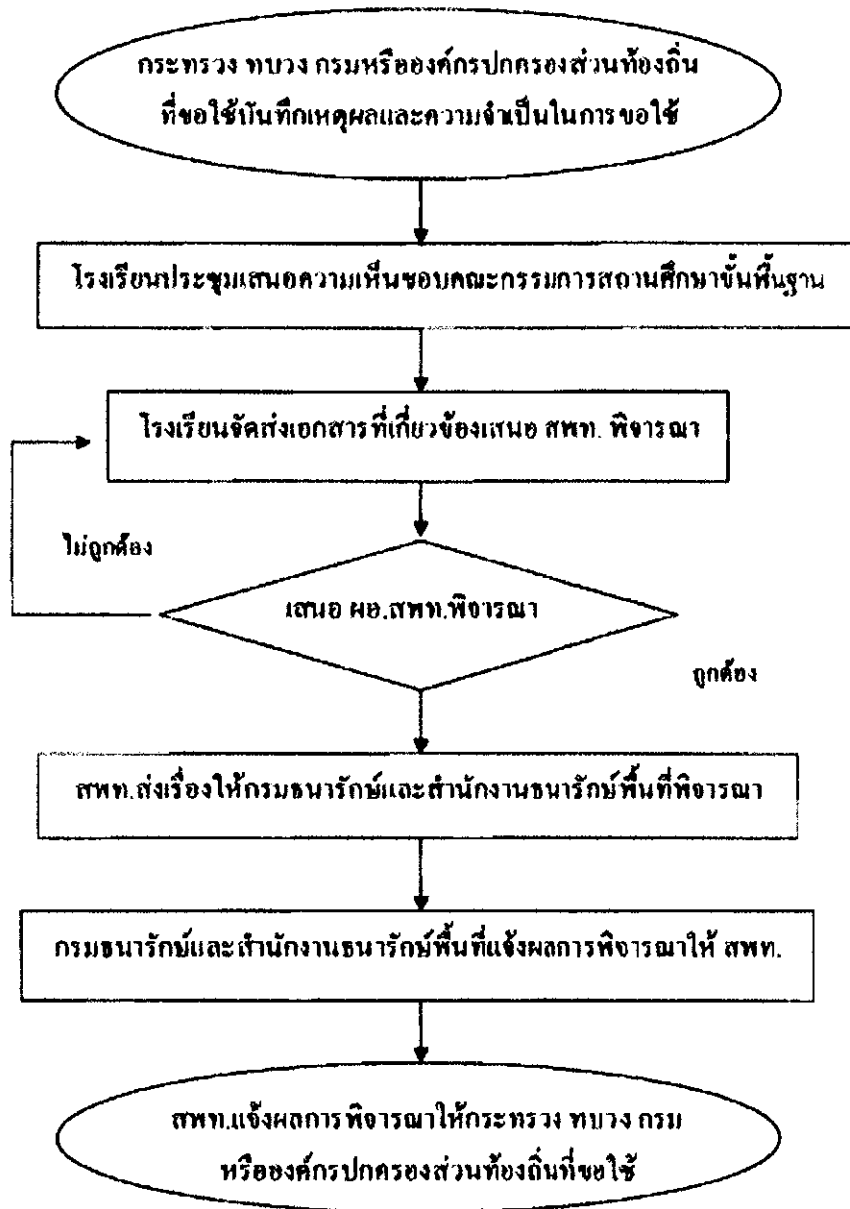 กระทรวง ทบวง กรมหรือองค์กรปกครองส่วนท้องถิ่น
ที่ขอใช้บันทึกเหตุผลและความจำเป็นในการขอใช้
โรงเรียนประชุมเสนอความเห็นชอบคณะกรรมการสถานศึกษาขั้นพื้นฐาน
โรงเรียนจัดส่งเอกสารที่เกี่ยวข้องเสนอ สพท. พิจารณา
ไม่ถูกต้อง
เสนอ ผอ.สพท.พิจารณา
ถูกต้อง
สพท.ส่งเรื่องให้กรมธนารักษ์และสำนักงานธนารักษ์พื้นที่พิจารณา
กรมธนารักษ์และสำนักงานธนารักษ์พื้นที่แจ้งผลการพิจารณาให้ สพท.
สพท.แจ้งผลการพิจารณาให้กระทรวง ทบวง กรม
หรือองค์กรปกครองส่วนท้องถิ่นที่ขอใช้